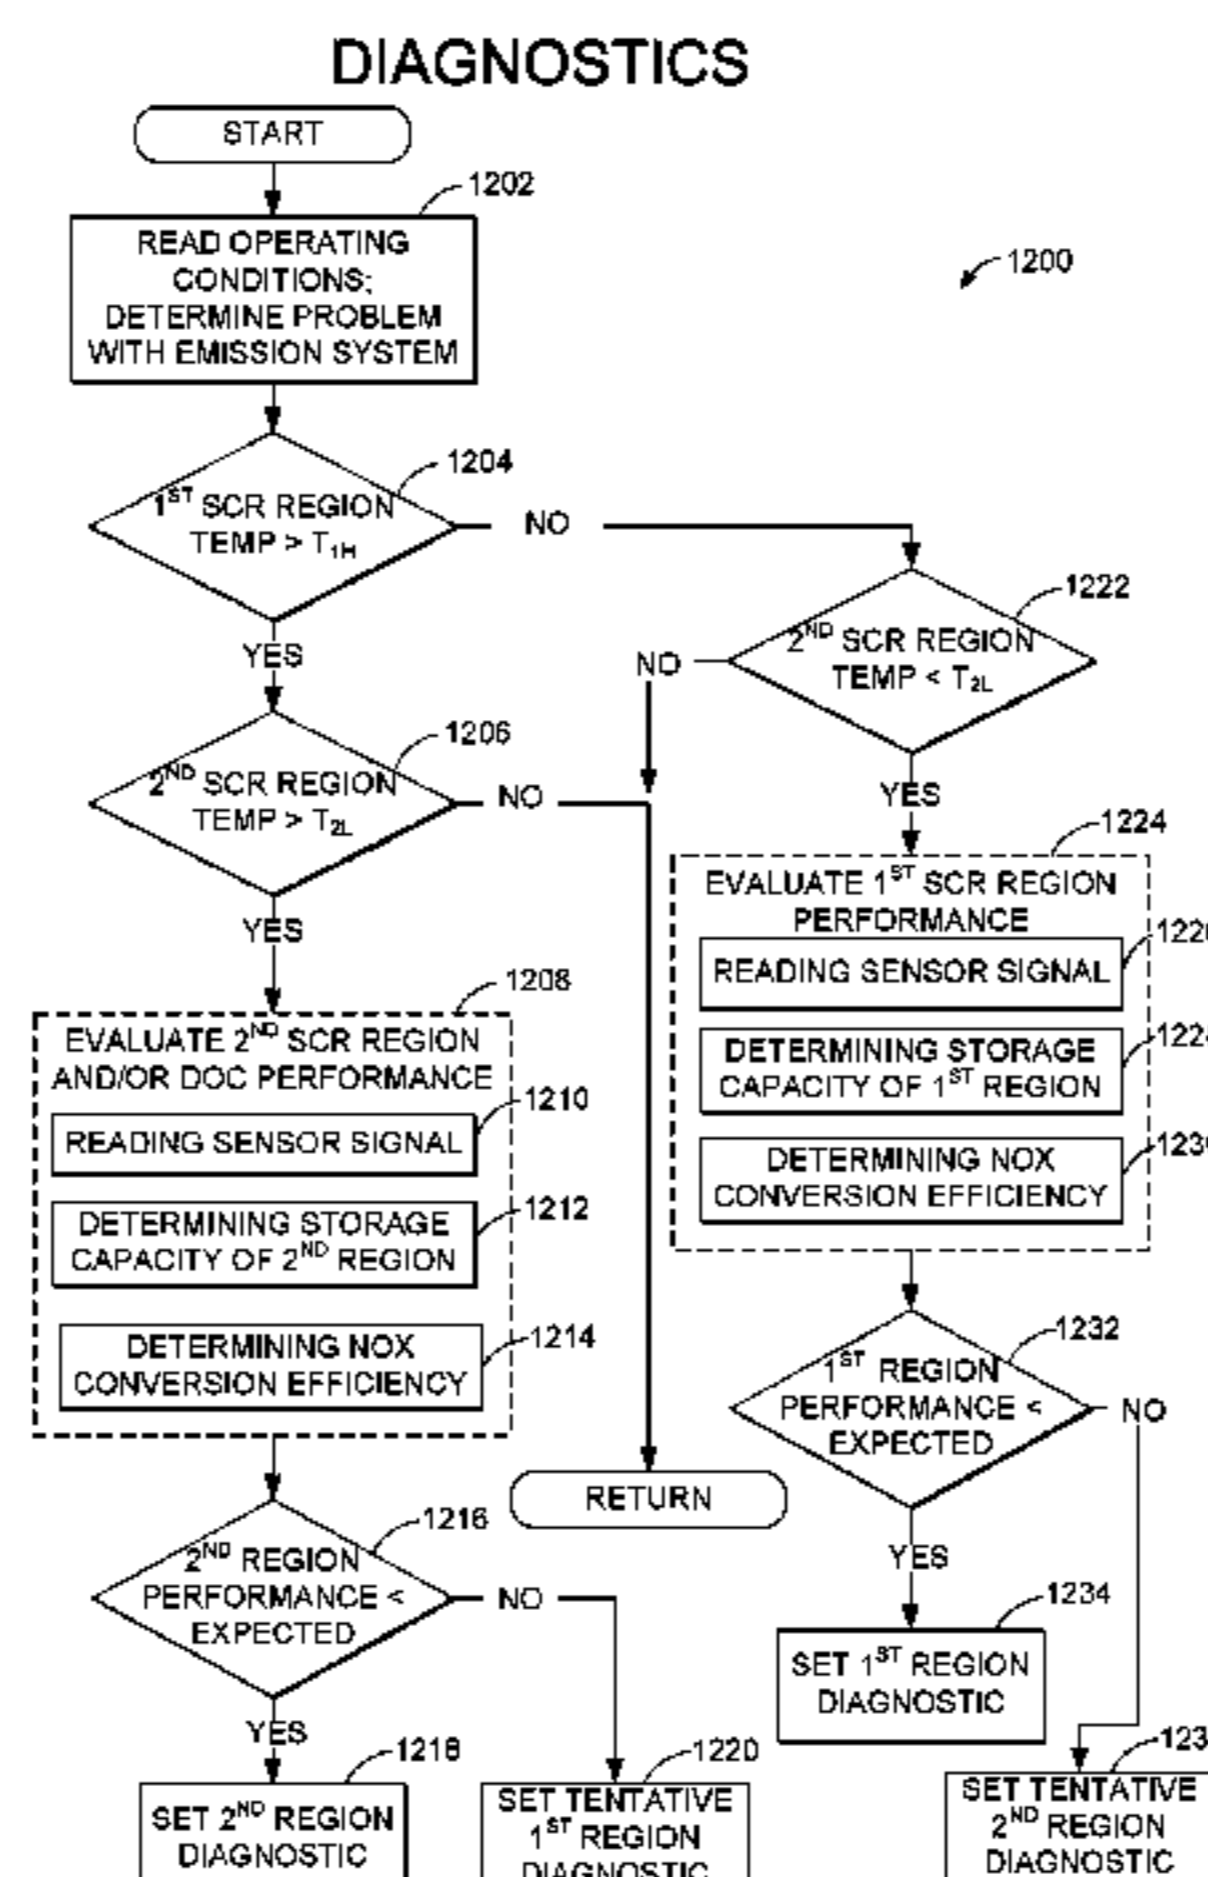 DIAGNOSTICS
START
1202
READ OPERATING
CONDITIONS;
DETERMINE PROBLEM
WITH EMISSION SYSTEM
1200
1204
1ST SCR REGION
TEMP > T1H
NO
YES
1222
2ND SCR REGION
TEMP < T2L
NO
YES
1206
2ND SCR REGION
TEMP > T2L
NO
YES
1224
EVALUATE 1ST SCR REGION
PERFORMANCE
READING SENSOR SIGNAL
DETERMINING STORAGE
CAPACITY OF 1ST REGION
DETERMINING NOX
CONVERSION EFFICIENCY
1208
EVALUATE 2ND SCR REGION
AND/OR DOC PERFORMANCE
1210
READING SENSOR SIGNAL
1212
DETERMINING STORAGE
CAPACITY OF 2ND REGION
1214
DETERMINING NOX
CONVERSION EFFICIENCY
1232
1ST REGION
PERFORMANCE <
EXPECTED
NO
YES
RETURN
1216
2ND REGION
PERFORMANCE <
EXPECTED
NO
YES
1234
SET 1ST REGION
DIAGNOSTIC
1218
SET 2ND REGION
DIAGNOSTIC
1220
SET TENTATIVE
1ST REGION
DIAGNOSTIC
SET TENTATIVE
2ND REGION
DIAGNOSTIC